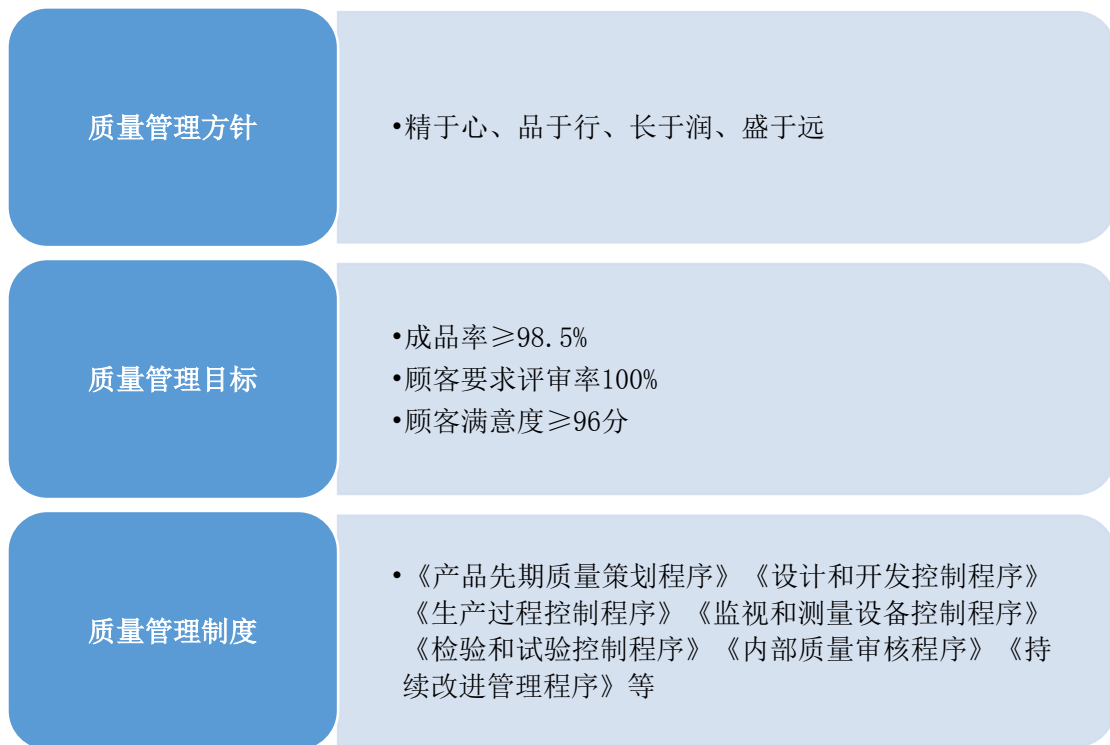 质量管理方针
•精于心、品于行、长于润、盛于远
质量管理目标
•成品率≥98.5%
•顾客要求评审率100%
•顾客满意度≥96分
质量管理制度
•《产品先期质量策划程序》《设计和开发控制程序》
《生产过程控制程序》《监视和测量设备控制程序》
《检验和试验控制程序》《内部质量审核程序》《持
续改进管理程序》等